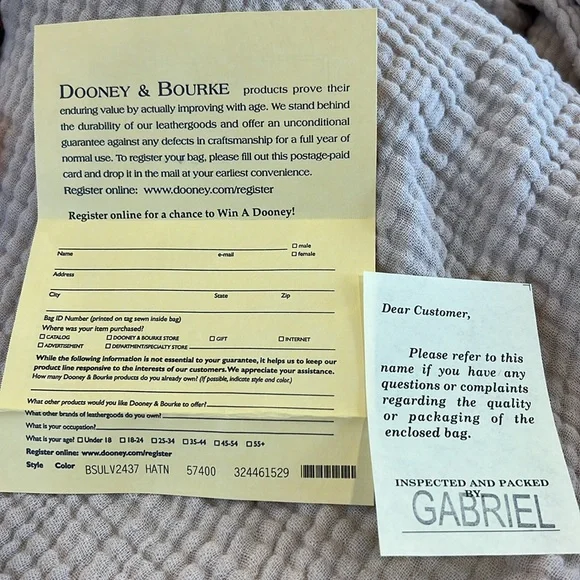 DOONEY & BOURKE products prove their
enduring value by actually improving with age. We stand behind
the durability of our leathergoods and offer an unconditional
guarantee against any defects in craftsmanship for a full year of
normal use. To register your bag, please fill out this postage-paid
card and drop it in the mail at your earliest convenience.
Register online: www.dooney.com/register
Register online for a chance to Win A Dooney!
☐ male
Name e-mail ☐ female
Address
City State Zip
Bag ID Number (printed on tag sewn inside bag)
Where was your item purchased?
☐ CATALOG ☐ DOONEY & BOURKE STORE ☐ GIFT ☐ INTERNET
☐ ADVERTISEMENT ☐ DEPARTMENT/SPECIALTY STORE
While the following information is not essential to your guarantee, it helps us to keep our
product line responsive to the interests of our customers. We appreciate your assistance.
How many Dooney & Bourke products do you already own? (If possible, indicate style and color.)
What other products would you like Dooney & Bourke to offer?
What other brands of leathergoods do you own?
What is your occupation?
What is your age? ☐ Under 18 ☐ 18-24 ☐ 25-34 ☐ 35-44 ☐ 45-54 ☐ 55+
Register online: www.dooney.com/register
Style Color BSULV2437 HATN 57400 324461529
Dear Customer,
Please refer to this
name if you have any
questions or complaints
regarding the quality
or packaging of the
enclosed bag.
INSPECTED AND PACKED
BY
GABRIEL